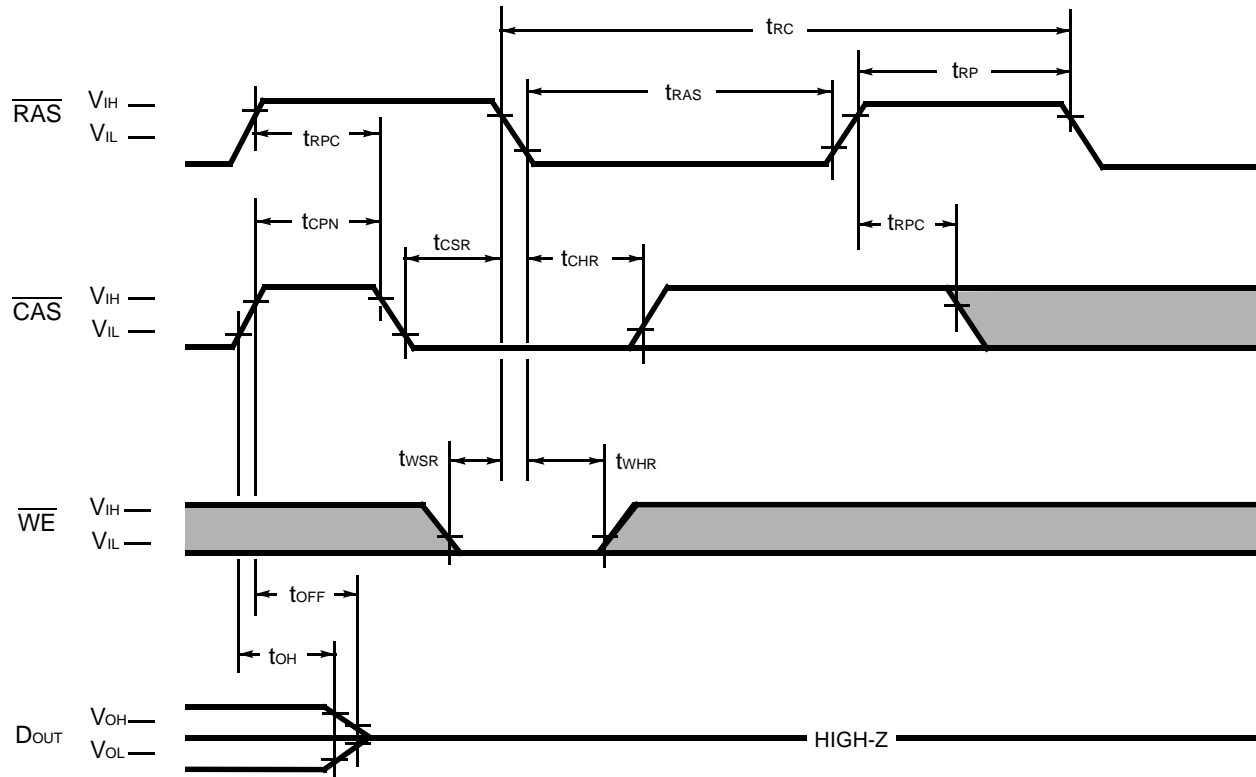 tRC
tRP
tRAS
RAS
VIH
VIL
tRPC
tCPN
tCSR
tCHR
tRPC
CAS
VIH
VIL
tWSR
tWHR
WE
VIH
VIL
tOFF
tOH
DOUT
VOH
VOL
HIGH-Z